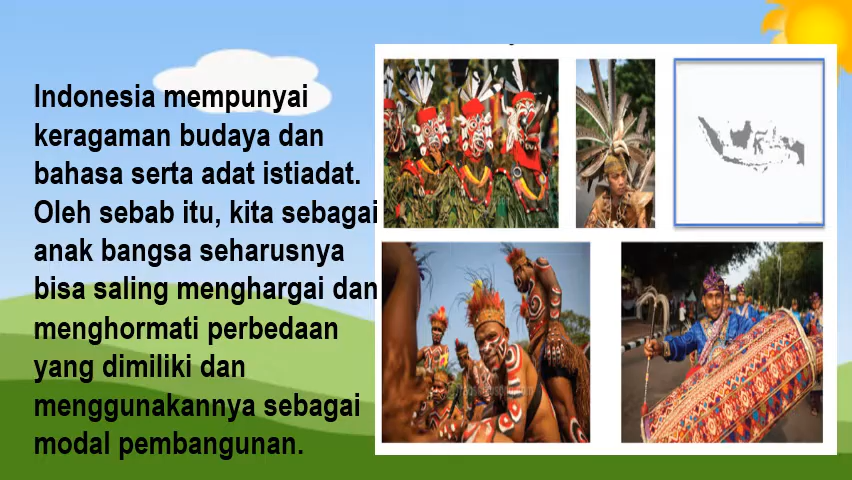 Indonesia mempunyai
keragaman budaya dan
bahasa serta adat istiadat.
Oleh sebab itu, kita sebagai
anak bangsa seharusnya
bisa saling menghargai dan
menghormati perbedaan
yang dimiliki dan
menggunakannya sebagai
modal pembangunan.